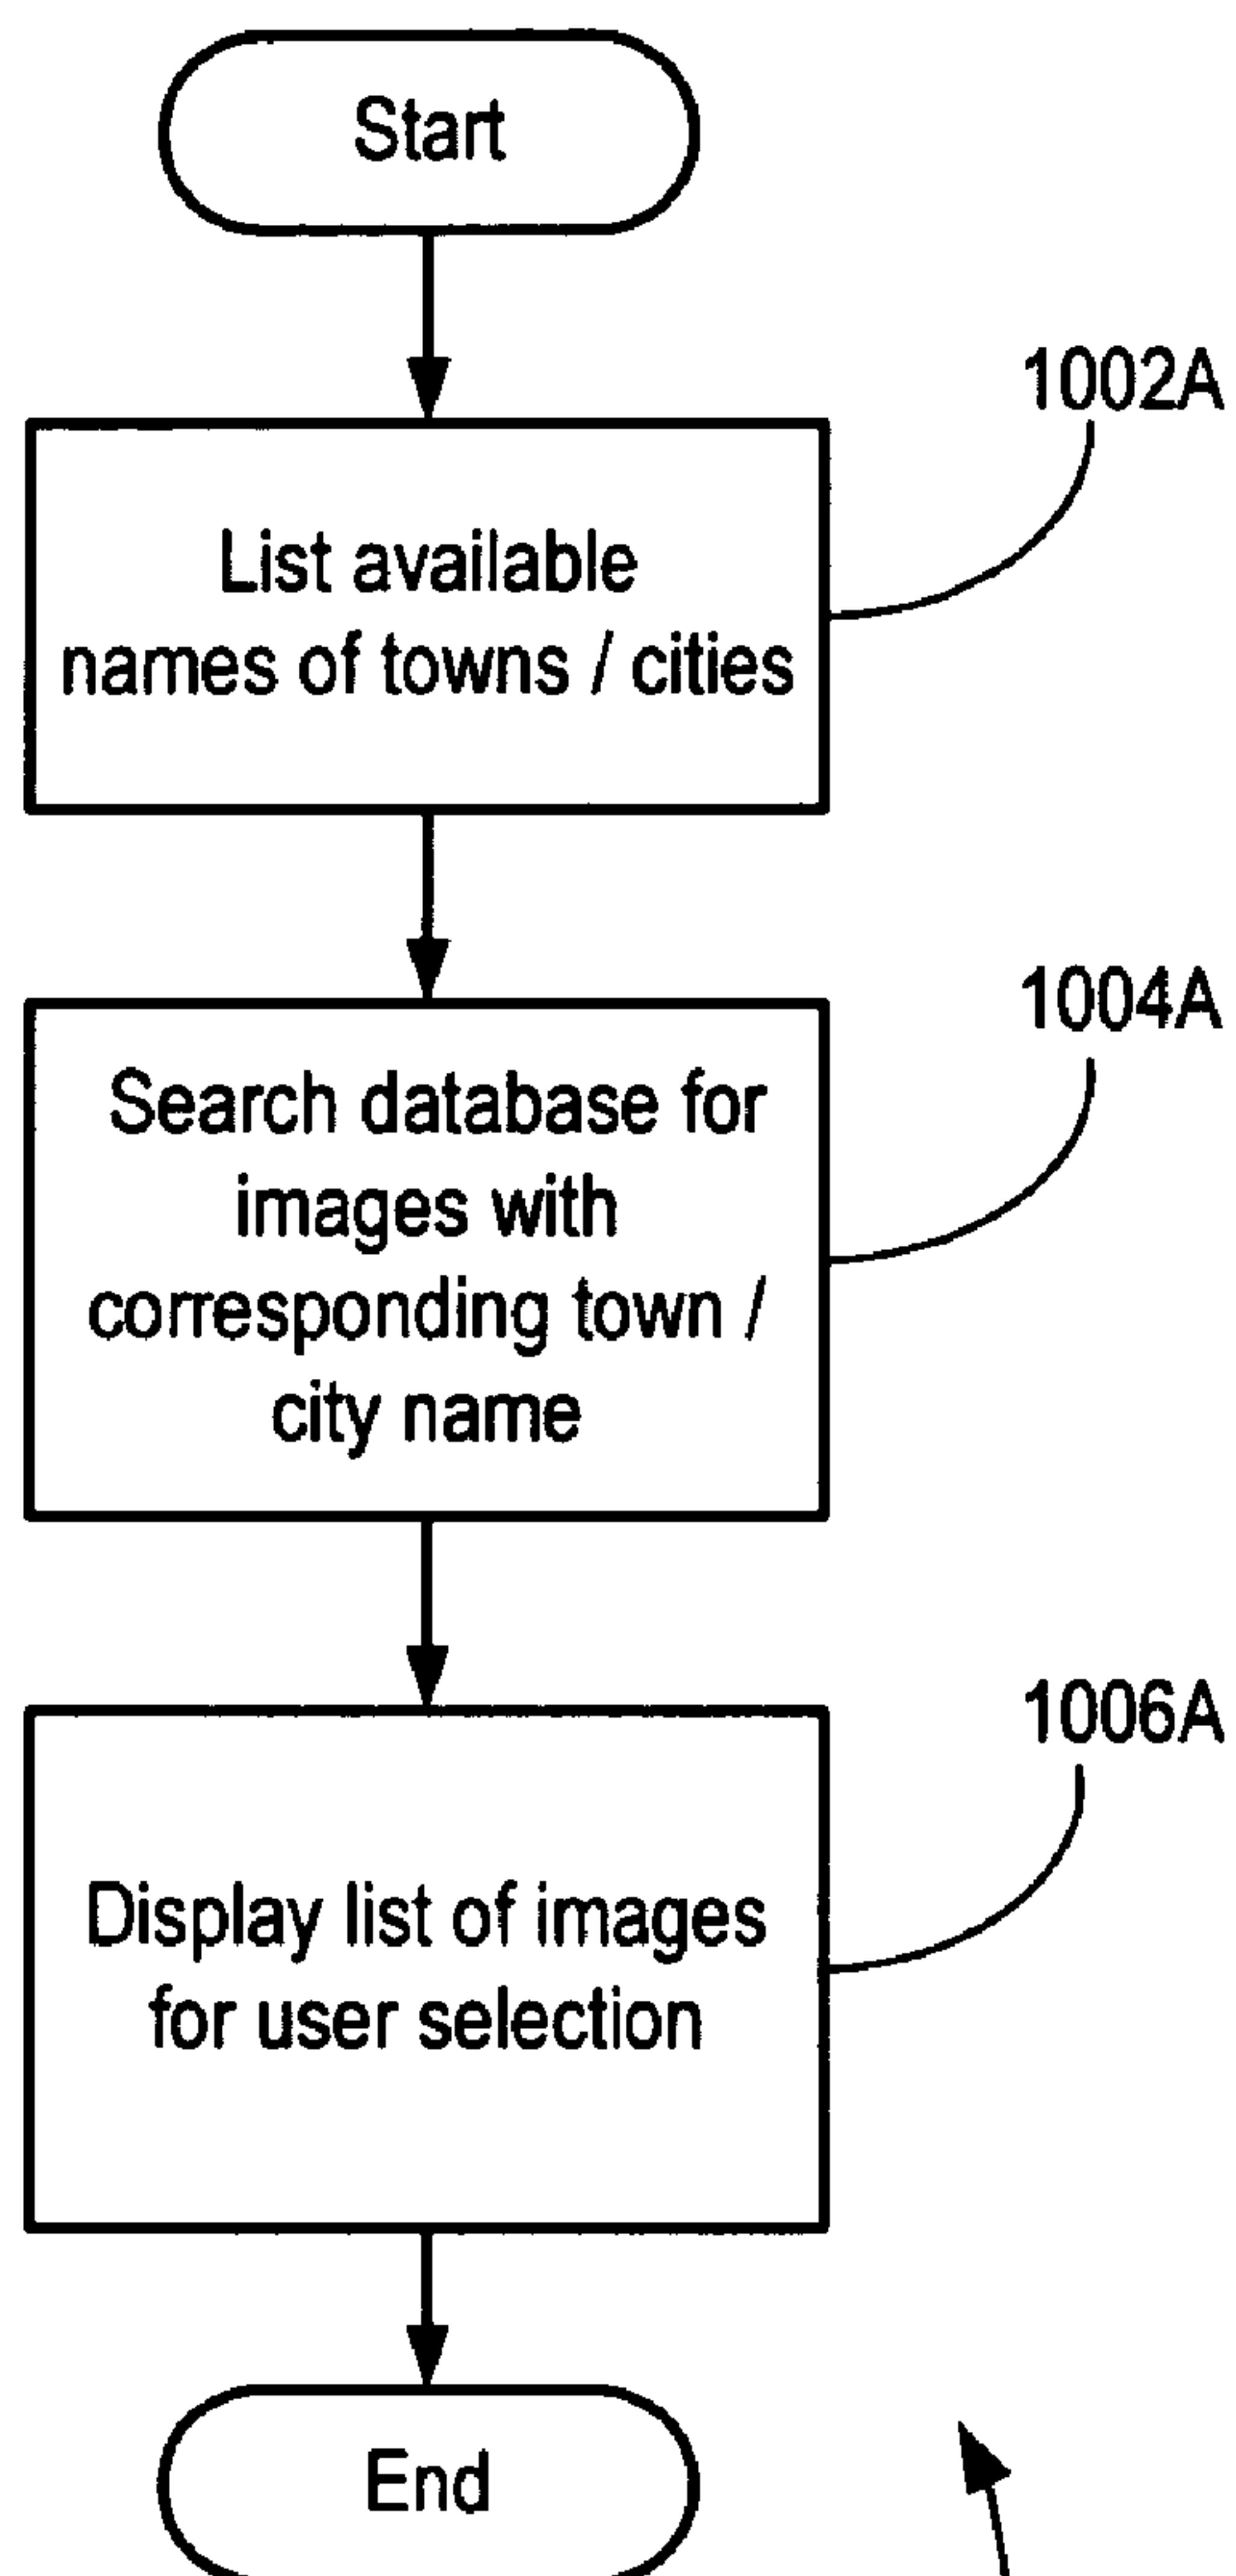 Start
1002A
List available
names of towns / cities
1004A
Search database for
images with
corresponding town /
city name
1006A
Display list of images
for user selection
End